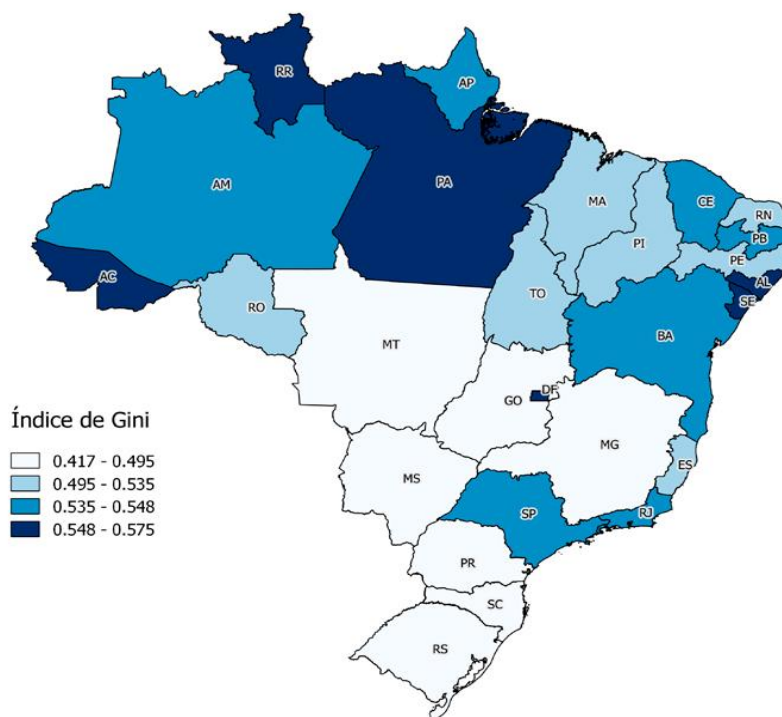 RR
AP
AM
PA
MA
CE
RN
PB
PI
PE
AL
SE
AC
RO
TO
BA
MT
DF
GO
MG
ES
MS
SP
RJ
PR
SC
RS
Índice de Gini
0.417 - 0.495
0.495 - 0.535
0.535 - 0.548
0.548 - 0.575